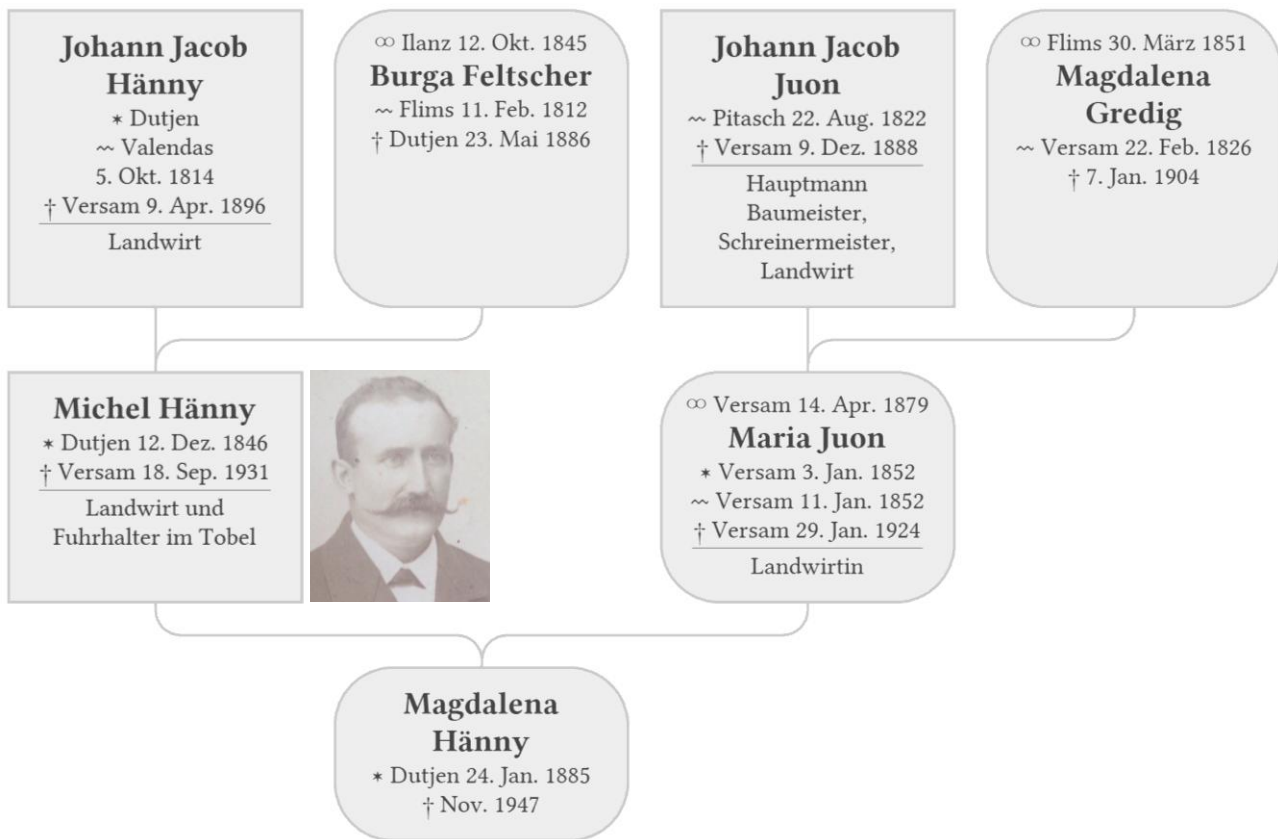 Johann Jacob
Hänny
✶ Dutjen
~ Valendas
5. Okt. 1814
† Versam 9. Apr. 1896
Landwirt
∞ Ilanz 12. Okt. 1845
Burga Feltscher
~ Flims 11. Feb. 1812
† Dutjen 23. Mai 1886
Johann Jacob
Juon
~ Pitasch 22. Aug. 1822
† Versam 9. Dez. 1888
Hauptmann
Baumeister,
Schreinermeister,
Landwirt
∞ Flims 30. März 1851
Magdalena
Gredig
~ Versam 22. Feb. 1826
† 7. Jan. 1904
Michel Hänny
✶ Dutjen 12. Dez. 1846
† Versam 18. Sep. 1931
Landwirt und
Fuhrhalter im Tobel
∞ Versam 14. Apr. 1879
Maria Juon
✶ Versam 3. Jan. 1852
~ Versam 11. Jan. 1852
† Versam 29. Jan. 1924
Landwirtin
Magdalena
Hänny
✶ Dutjen 24. Jan. 1885
† Nov. 1947